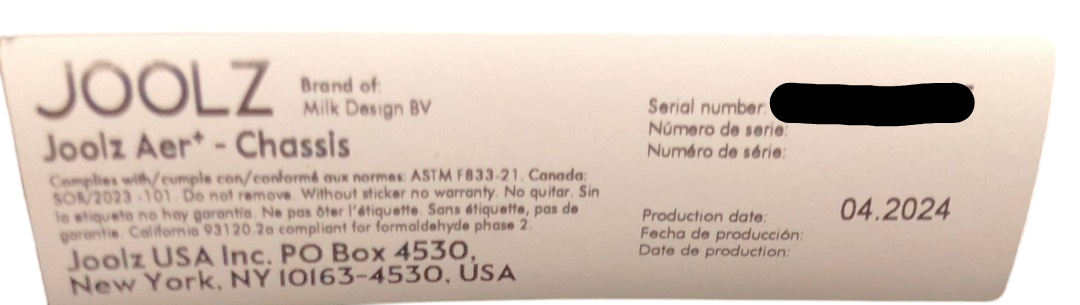 JOOLZ
Brand of:
Milk Design BV
Joolz Aer⁺ - Chassis
Complies with/cumple con/conformé aux normes: ASTM F833-21. Canada:
SOR/2023 -101. Do not remove. Without sticker no warranty. No quitar. Sin
la etiqueta no hay garantía. Ne pas ôter l'étiquette. Sans étiquette, pas de
garantie. California 93120.2a compliant for formaldehyde phase 2.
Joolz USA Inc. PO Box 4530,
New York, NY 10163-4530, USA
Serial number:
Número de serie:
Numéro de série:
Production date: 04.2024
Fecha de producción:
Date de production: